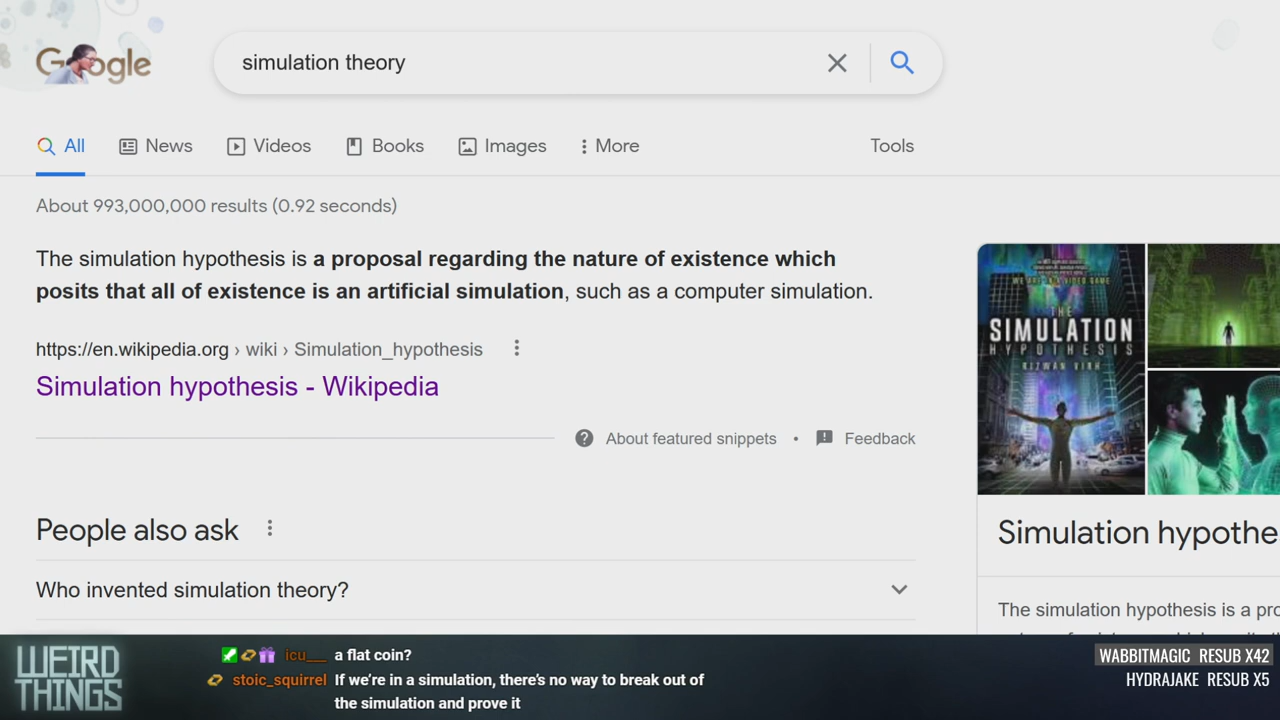 Google
simulation theory
All News Videos Books Images More Tools
About 993,000,000 results (0.92 seconds)
The simulation hypothesis is a proposal regarding the nature of existence which
posits that all of existence is an artificial simulation, such as a computer simulation.
https://en.wikipedia.org › wiki › Simulation_hypothesis
Simulation hypothesis - Wikipedia
About featured snippets • Feedback
THE
SIMULATION
HYPOTHESIS
RIZWAN VIRK
Simulation hypothe
The simulation hypothesis is a pro
People also ask
Who invented simulation theory?
WEIRD
THINGS
icu___ a flat coin?
stoic_squirrel If we're in a simulation, there's no way to break out of
the simulation and prove it
WABBITMAGIC RESUB X42
HYDRAJAKE RESUB X5